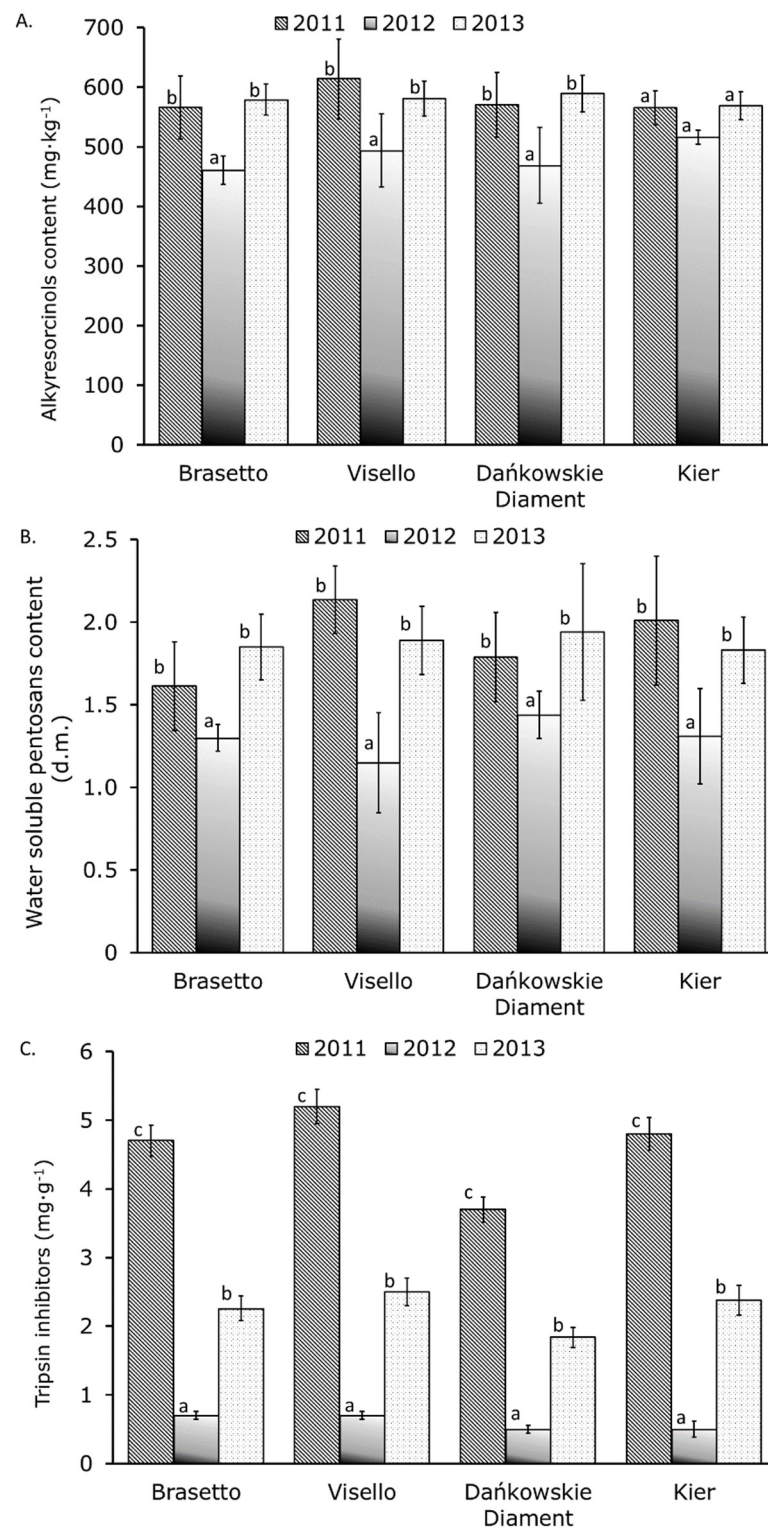 A.
2011 2012 2013
Alkyresorcinols content (mg·kg-1)
700
600
500
400
300
200
100
0
b
a
b
b
a
b
b
a
b
a
a
a
Brasetto
Visello
Dańkowskie
Diament
Kier
B.
2011 2012 2013
Water soluble pentosans content
(d.m.)
2.5
2.0
1.5
1.0
0.5
0
b
a
b
b
a
b
b
a
b
b
a
b
Brasetto
Visello
Dańkowskie
Diament
Kier
C.
2011 2012 2013
Tripsin inhibitors (mg·g-1)
6
5
4
3
2
1
0
c
a
b
c
a
b
c
a
b
c
a
b
Brasetto
Visello
Dańkowskie
Diament
Kier